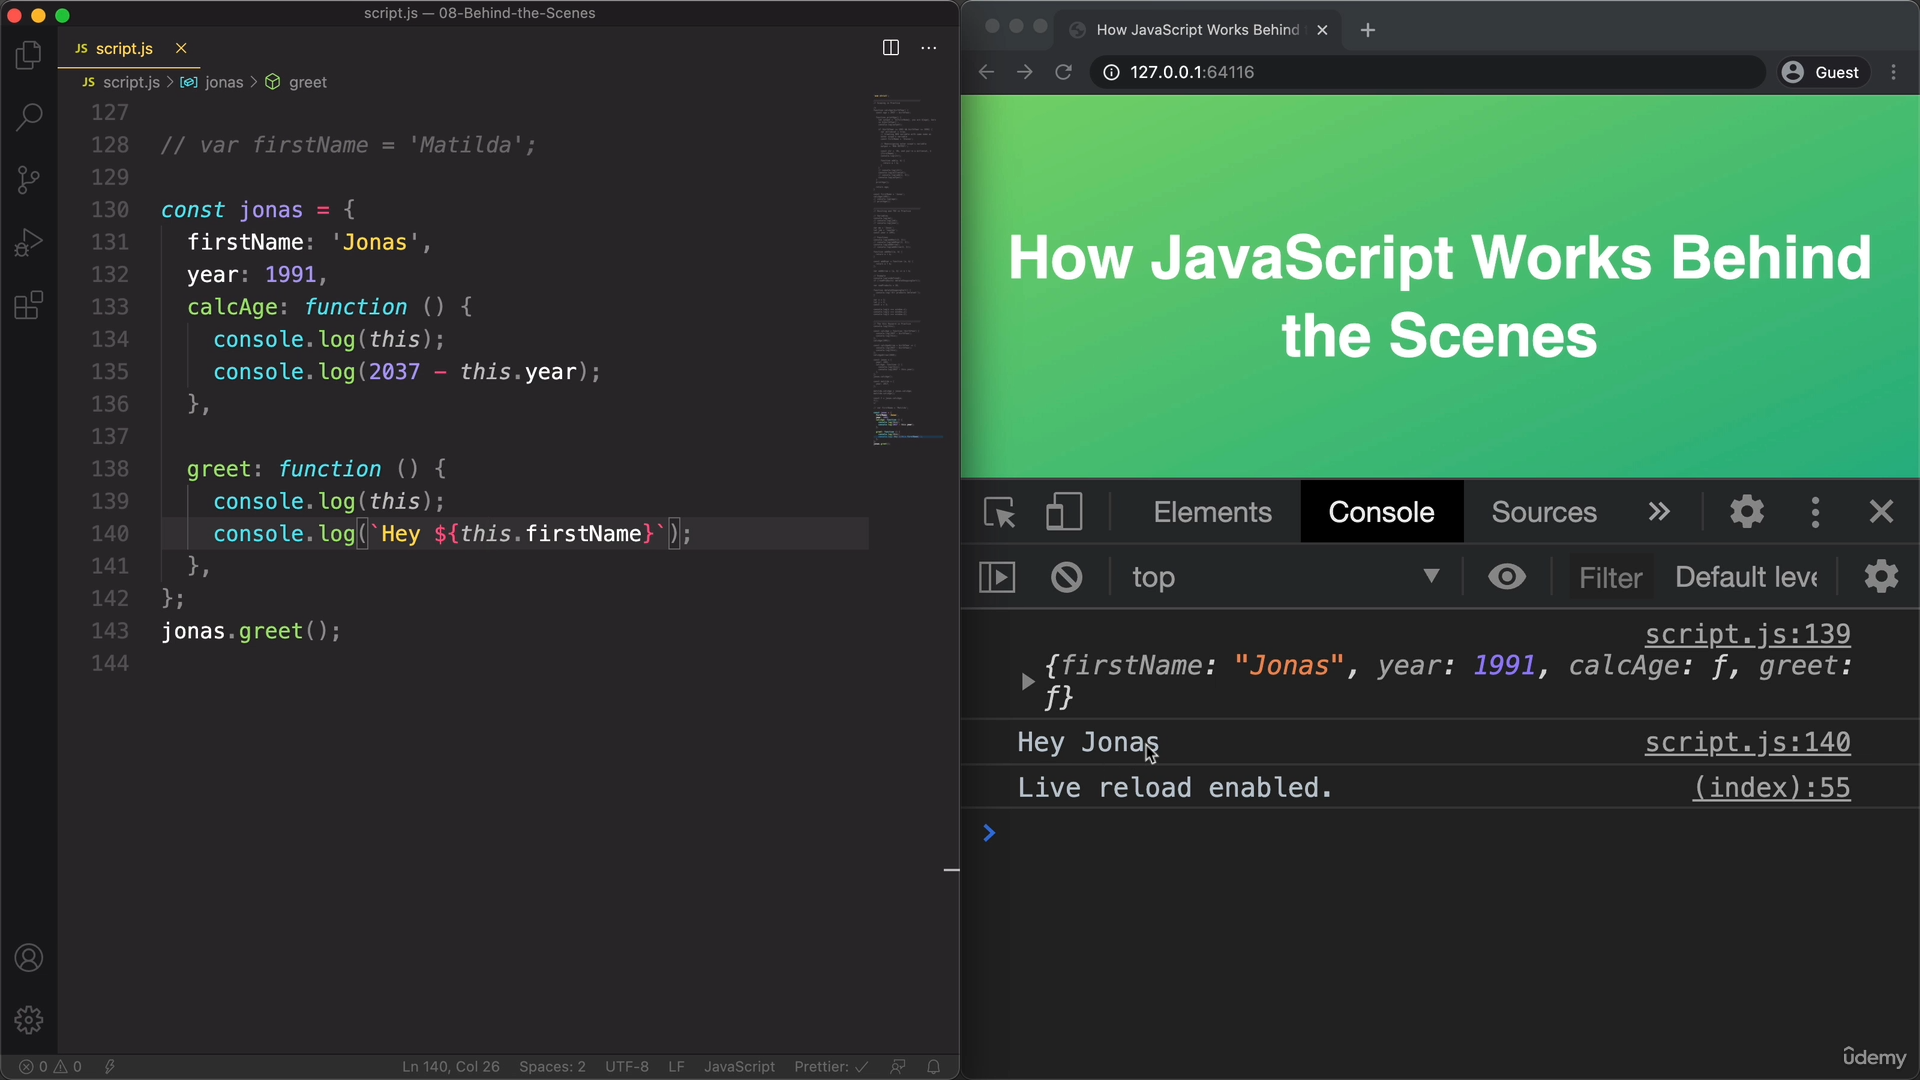 script.js — 08-Behind-the-Scenes
JS script.js
JS script.js > jonas > greet
127
128 // var firstName = 'Matilda';
129
130 const jonas = {
131 firstName: 'Jonas',
132 year: 1991,
133 calcAge: function () {
134 console.log(this);
135 console.log(2037 - this.year);
136 },
137
138 greet: function () {
139 console.log(this);
140 console.log(`Hey ${this.firstName}`);
141 },
142 };
143 jonas.greet();
144
0 0 Ln 140, Col 26 Spaces: 2 UTF-8 LF JavaScript Prettier: ✓
How JavaScript Works Behind
127.0.0.1:64116 Guest
How JavaScript Works Behind
the Scenes
Elements Console Sources »
top Filter Default leve
script.js:139
{firstName: "Jonas", year: 1991, calcAge: ƒ, greet:
ƒ}
Hey Jonas script.js:140
Live reload enabled. (index):55
ûdemy